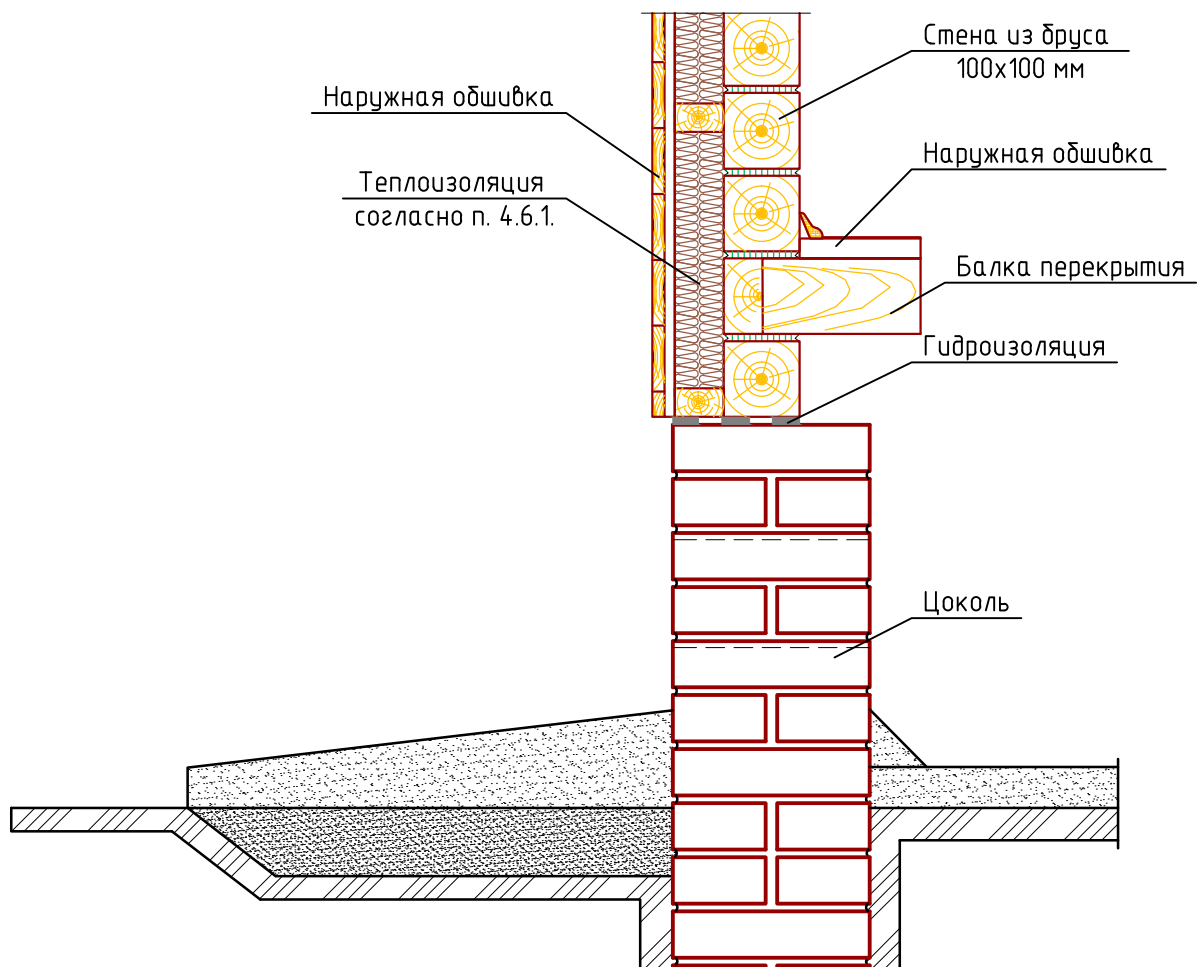 Стена из бруса
100х100 мм
Наружная обшивка
Наружная обшивка
Теплоизоляция
согласно п. 4.6.1.
Балка перекрытия
Гидроизоляция
Цоколь